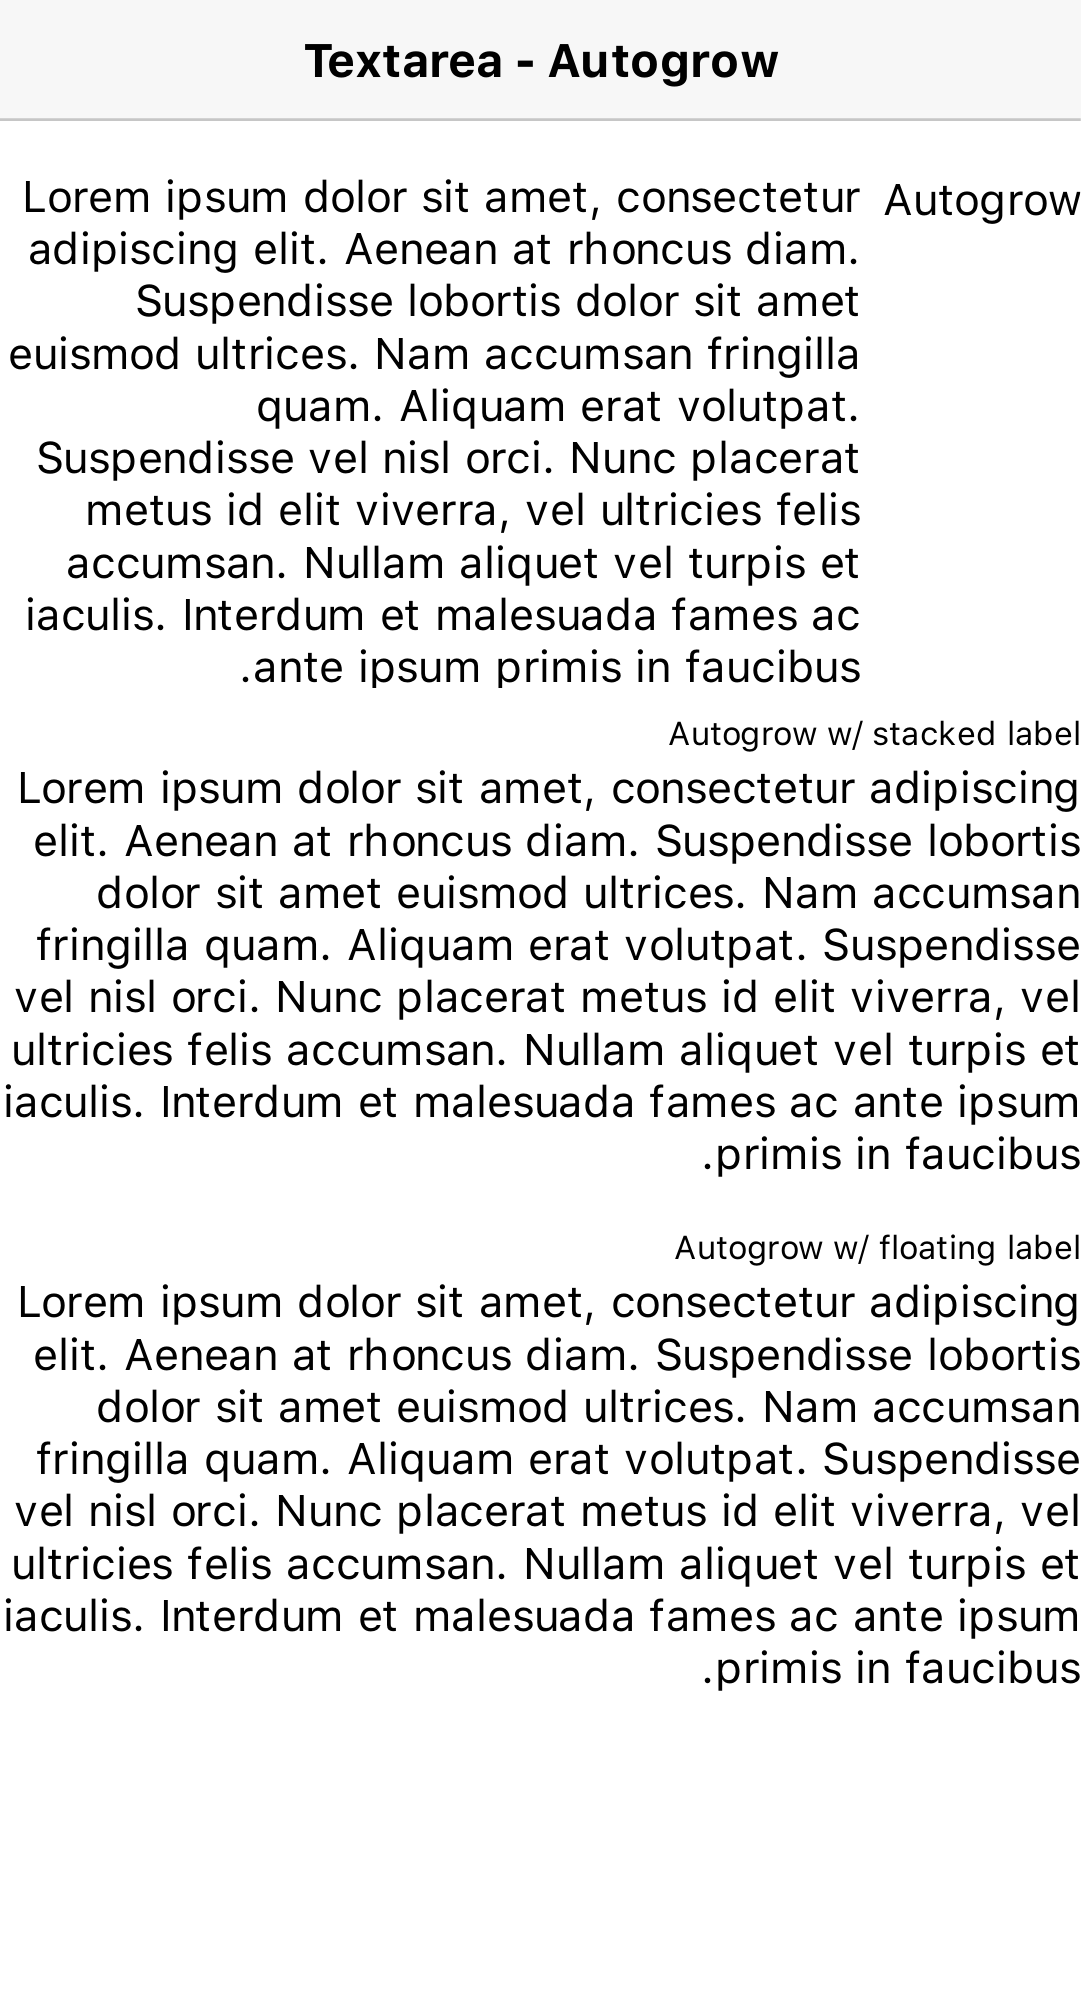 Textarea - Autogrow
Autogrow
Lorem ipsum dolor sit amet, consectetur
adipiscing elit. Aenean at rhoncus diam.
Suspendisse lobortis dolor sit amet
euismod ultrices. Nam accumsan fringilla
quam. Aliquam erat volutpat.
Suspendisse vel nisl orci. Nunc placerat
metus id elit viverra, vel ultricies felis
accumsan. Nullam aliquet vel turpis et
iaculis. Interdum et malesuada fames ac
.ante ipsum primis in faucibus
Autogrow w/ stacked label
Lorem ipsum dolor sit amet, consectetur adipiscing
elit. Aenean at rhoncus diam. Suspendisse lobortis
dolor sit amet euismod ultrices. Nam accumsan
fringilla quam. Aliquam erat volutpat. Suspendisse
vel nisl orci. Nunc placerat metus id elit viverra, vel
ultricies felis accumsan. Nullam aliquet vel turpis et
iaculis. Interdum et malesuada fames ac ante ipsum
.primis in faucibus
Autogrow w/ floating label
Lorem ipsum dolor sit amet, consectetur adipiscing
elit. Aenean at rhoncus diam. Suspendisse lobortis
dolor sit amet euismod ultrices. Nam accumsan
fringilla quam. Aliquam erat volutpat. Suspendisse
vel nisl orci. Nunc placerat metus id elit viverra, vel
ultricies felis accumsan. Nullam aliquet vel turpis et
iaculis. Interdum et malesuada fames ac ante ipsum
.primis in faucibus